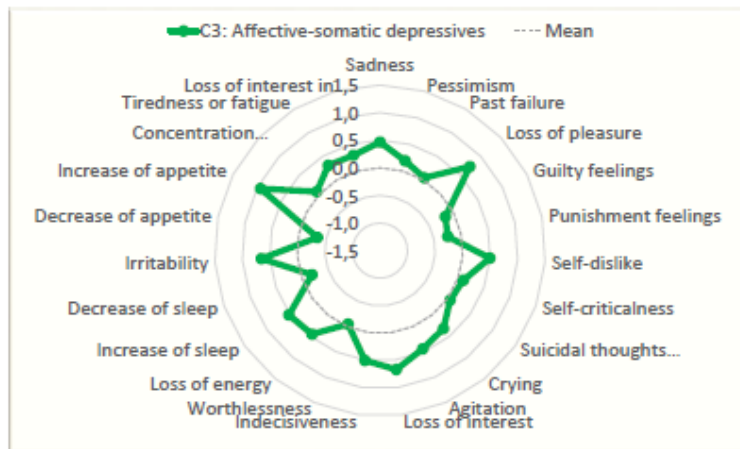 C3: Affective-somatic depressives
Mean
Sadness
Pessimism
Past failure
Loss of pleasure
Guilty feelings
Punishment feelings
Self-dislike
Self-criticalness
Suicidal thoughts...
Crying
Agitation
Loss of interest
Indecisiveness
Worthlessness
Loss of energy
Increase of sleep
Decrease of sleep
Irritability
Decrease of appetite
Increase of appetite
Concentration...
Tiredness or fatigue
Loss of interest in
1,5
1,0
0,5
0,0
-0,5
-1,0
-1,5